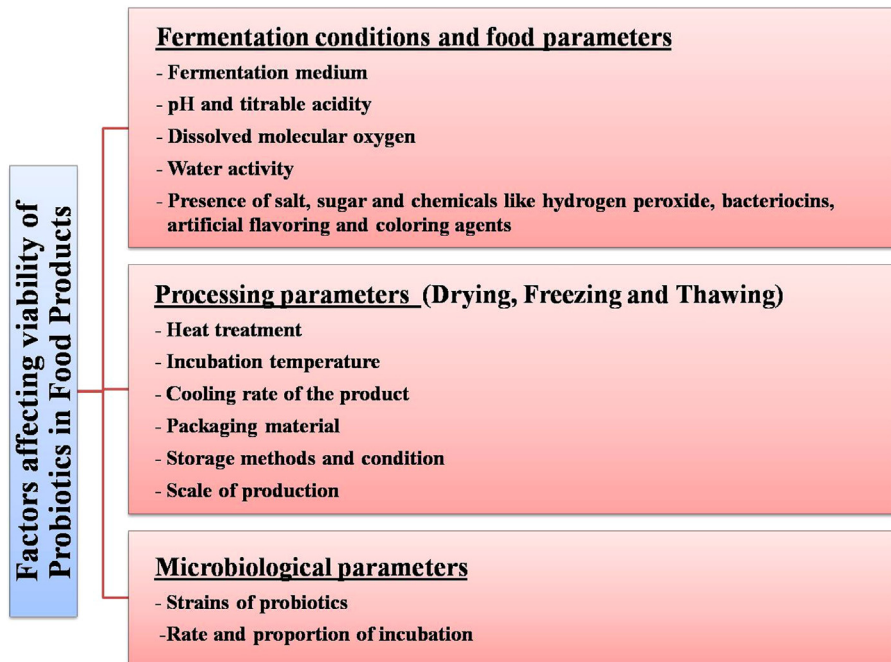 Factors affecting viability of
Probiotics in Food Products
Fermentation conditions and food parameters
- Fermentation medium
- pH and titrable acidity
- Dissolved molecular oxygen
- Water activity
- Presence of salt, sugar and chemicals like hydrogen peroxide, bacteriocins,
artificial flavoring and coloring agents
Processing parameters (Drying, Freezing and Thawing)
- Heat treatment
- Incubation temperature
- Cooling rate of the product
- Packaging material
- Storage methods and condition
- Scale of production
Microbiological parameters
- Strains of probiotics
-Rate and proportion of incubation